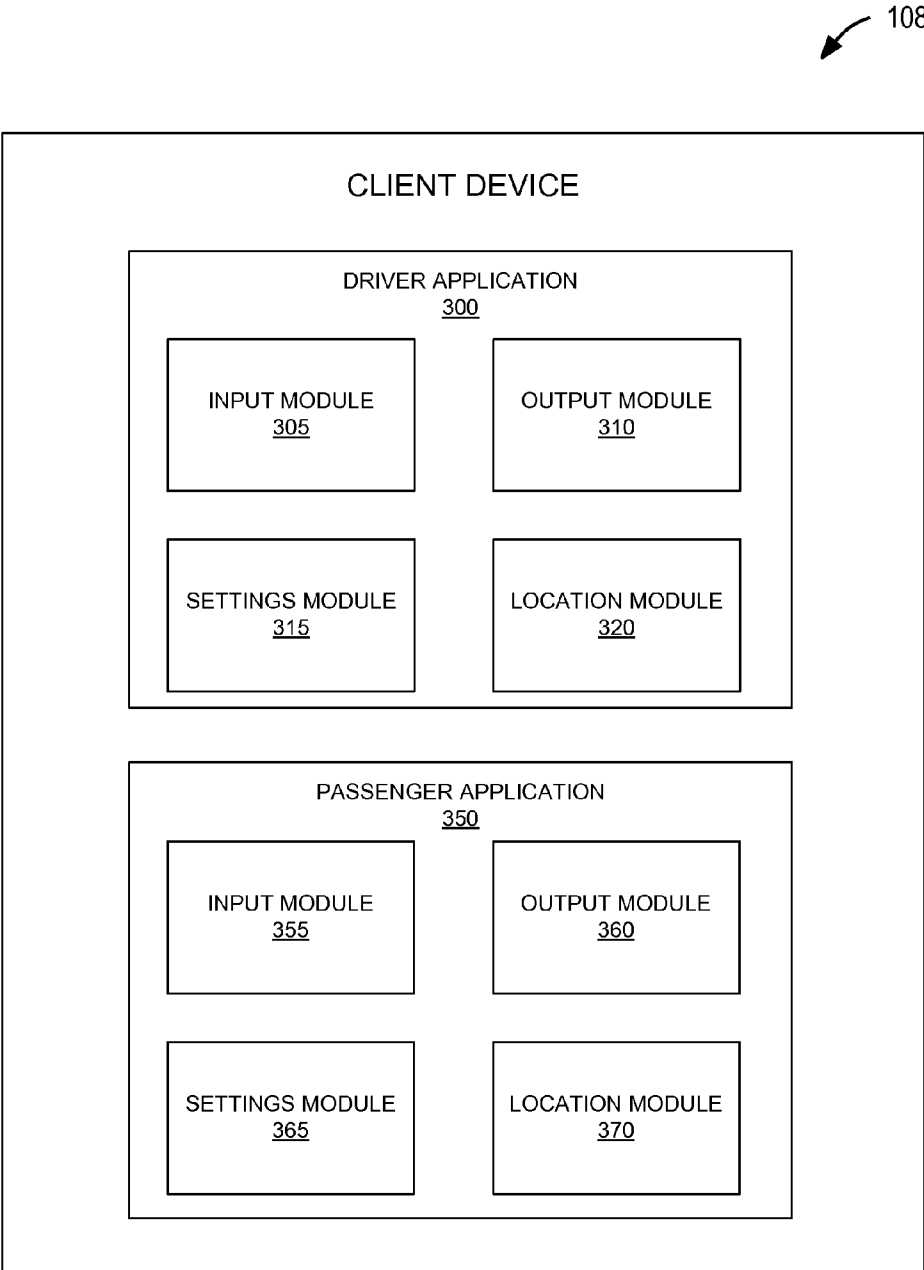 108
CLIENT DEVICE
DRIVER APPLICATION
300
INPUT MODULE
305
OUTPUT MODULE
310
SETTINGS MODULE
315
LOCATION MODULE
320
PASSENGER APPLICATION
350
INPUT MODULE
355
OUTPUT MODULE
360
SETTINGS MODULE
365
LOCATION MODULE
370